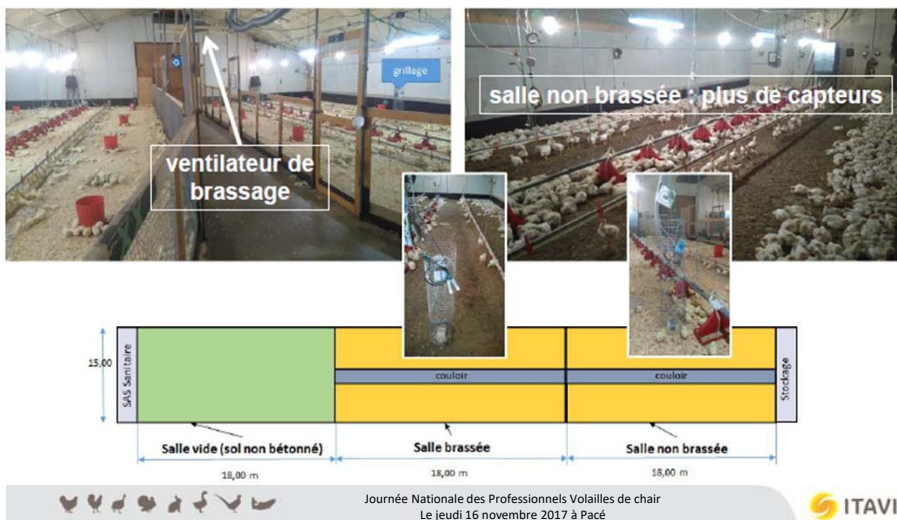 grillage
ventilateur de
brassage
salle non brassée : plus de capteurs
15,00
SAS Sanitaire
couloir
couloir
Stockage
Salle vide (sol non bétonné)
Salle brassée
Salle non brassée
18,00 m
18,00 m
18,00 m
Journée Nationale des Professionnels Volailles de chair
Le jeudi 16 novembre 2017 à Pacé
ITAVI